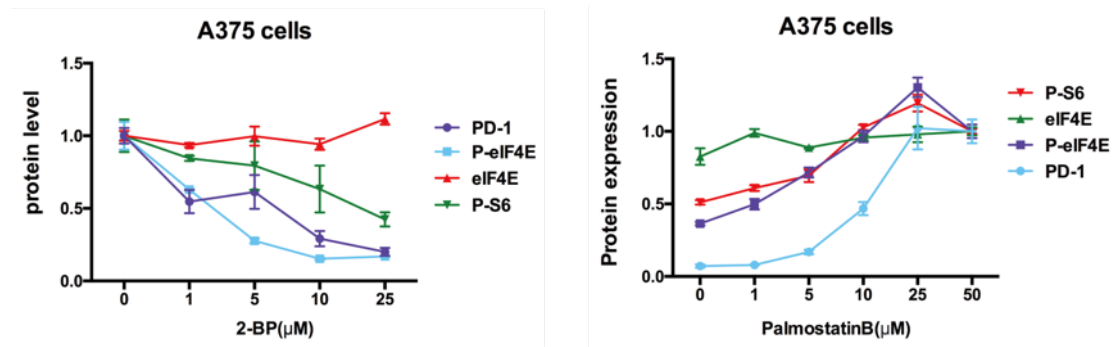 A375 cells
protein level
1.5
1.0
0.5
0.0
0 1 5 10 25
2-BP(μM)
PD-1
P-eIF4E
eIF4E
P-S6
A375 cells
Protein expression
1.5
1.0
0.5
0.0
0 1 5 10 25 50
PalmostatinB(μM)
P-S6
eIF4E
P-eIF4E
PD-1